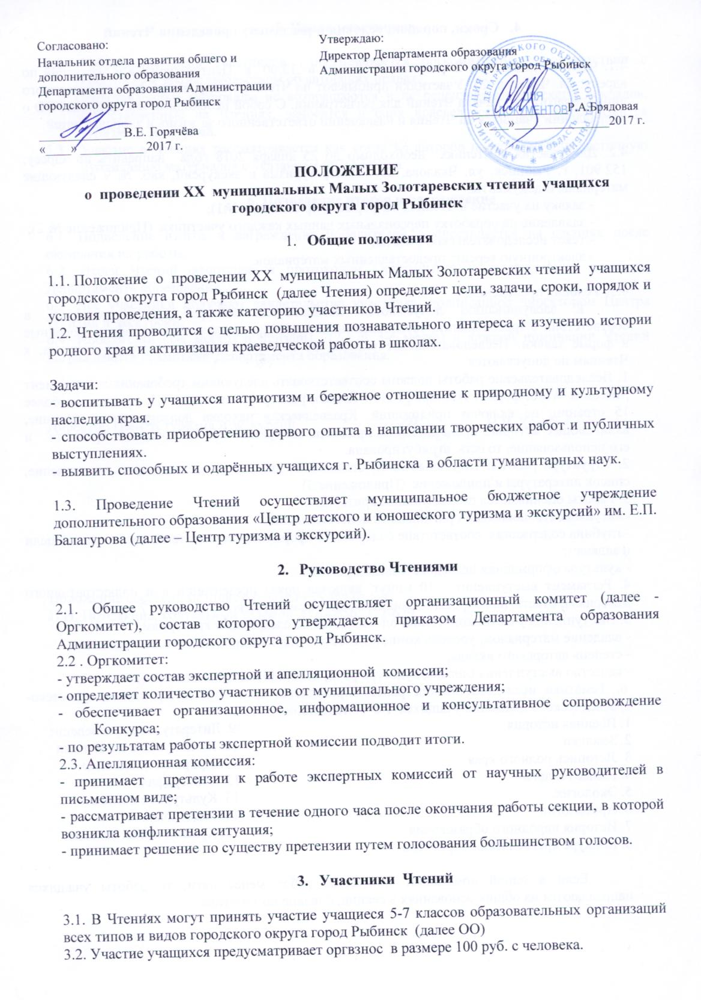 Согласовано:
Начальник отдела развития общего и
дополнительного образования
Департамента образования Администрации
городского округа город Рыбинск
_____________ В.Е. Горячёва
«____»___________2017 г.
Утверждаю:
Директор Департамента образования
Администрации городского округа город Рыбинск
Р.А.Брядовая
«___»_______________2017 г.
ДЛЯ
ДОКУМЕНТОВ
ДЕПАРТАМЕНТ ОБРАЗОВАНИЯ
ЯРОСЛАВСКАЯ ОБЛАСТЬ
ПОЛОЖЕНИЕ
о проведении XX муниципальных Малых Золотаревских чтений учащихся
городского округа город Рыбинск
1. Общие положения
1.1. Положение о проведении XX муниципальных Малых Золотаревских чтений учащихся
городского округа город Рыбинск (далее Чтения) определяет цели, задачи, сроки, порядок и
условия проведения, а также категорию участников Чтений.
1.2. Чтения проводится с целью повышения познавательного интереса к изучению истории
родного края и активизация краеведческой работы в школах.
Задачи:
- воспитывать у учащихся патриотизм и бережное отношение к природному и культурному
наследию края.
- способствовать приобретению первого опыта в написании творческих работ и публичных
выступлениях.
- выявить способных и одарённых учащихся г. Рыбинска в области гуманитарных наук.
1.3. Проведение Чтений осуществляет муниципальное бюджетное учреждение
дополнительного образования «Центр детского и юношеского туризма и экскурсий» им. Е.П.
Балагурова (далее – Центр туризма и экскурсий).
2. Руководство Чтениями
2.1. Общее руководство Чтений осуществляет организационный комитет (далее -
Оргкомитет), состав которого утверждается приказом Департамента образования
Администрации городского округа город Рыбинск.
2.2 . Оргкомитет:
- утверждает состав экспертной и апелляционной комиссии;
- определяет количество участников от муниципального учреждения;
- обеспечивает организационное, информационное и консультативное сопровождение
Конкурса;
- по результатам работы экспертной комиссии подводит итоги.
2.3. Апелляционная комиссия:
- принимает претензии к работе экспертных комиссий от научных руководителей в
письменном виде;
- рассматривает претензии в течение одного часа после окончания работы секции, в которой
возникла конфликтная ситуация;
- принимает решение по существу претензии путем голосования большинством голосов.
3. Участники Чтений
3.1. В Чтениях могут принять участие учащиеся 5-7 классов образовательных организаций
всех типов и видов городского округа город Рыбинск (далее ОО)
3.2. Участие учащихся предусматривает оргвзнос в размере 100 руб. с человека.